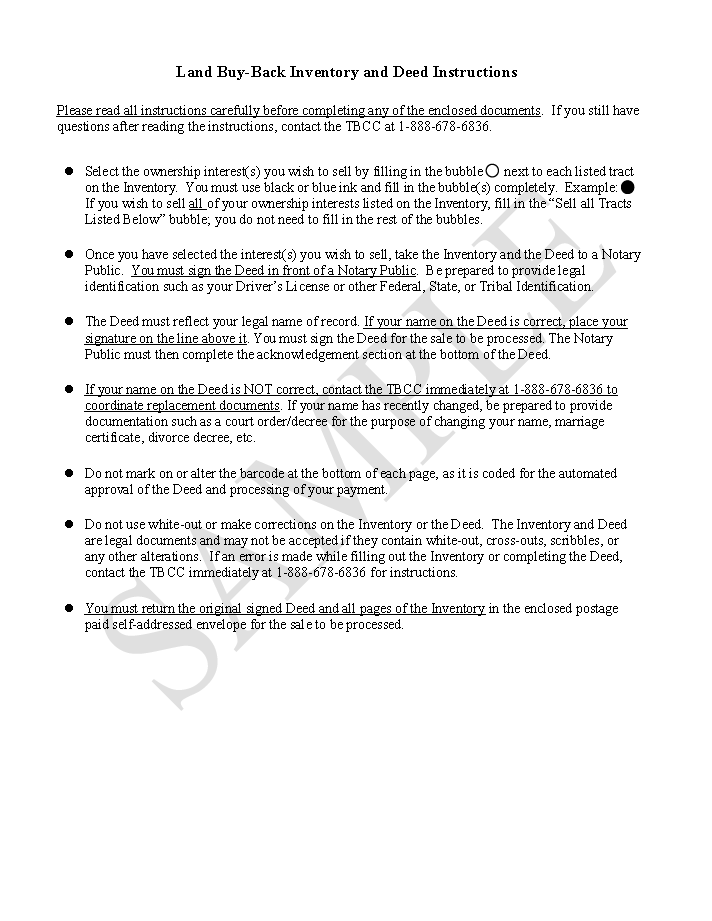 Land Buy-Back Inventory and Deed Instructions
Please read all instructions carefully before completing any of the enclosed documents. If you still have
questions after reading the instructions, contact the TBCC at 1-888-678-6836.
● Select the ownership interest(s) you wish to sell by filling in the bubble ○ next to each listed tract
on the Inventory. You must use black or blue ink and fill in the bubble(s) completely. Example: ●
If you wish to sell all of your ownership interests listed on the Inventory, fill in the “Sell all Tracts
Listed Below” bubble; you do not need to fill in the rest of the bubbles.
● Once you have selected the interest(s) you wish to sell, take the Inventory and the Deed to a Notary
Public. You must sign the Deed in front of a Notary Public. Be prepared to provide legal
identification such as your Driver’s License or other Federal, State, or Tribal Identification.
● The Deed must reflect your legal name of record. If your name on the Deed is correct, place your
signature on the line above it. You must sign the Deed for the sale to be processed. The Notary
Public must then complete the acknowledgement section at the bottom of the Deed.
● If your name on the Deed is NOT correct, contact the TBCC immediately at 1-888-678-6836 to
coordinate replacement documents. If your name has recently changed, be prepared to provide
documentation such as a court order/decree for the purpose of changing your name, marriage
certificate, divorce decree, etc.
● Do not mark on or alter the barcode at the bottom of each page, as it is coded for the automated
approval of the Deed and processing of your payment.
● Do not use white-out or make corrections on the Inventory or the Deed. The Inventory and Deed
are legal documents and may not be accepted if they contain white-out, cross-outs, scribbles, or
any other alterations. If an error is made while filling out the Inventory or completing the Deed,
contact the TBCC immediately at 1-888-678-6836 for instructions.
● You must return the original signed Deed and all pages of the Inventory in the enclosed postage
paid self-addressed envelope for the sale to be processed.
SAMPLE